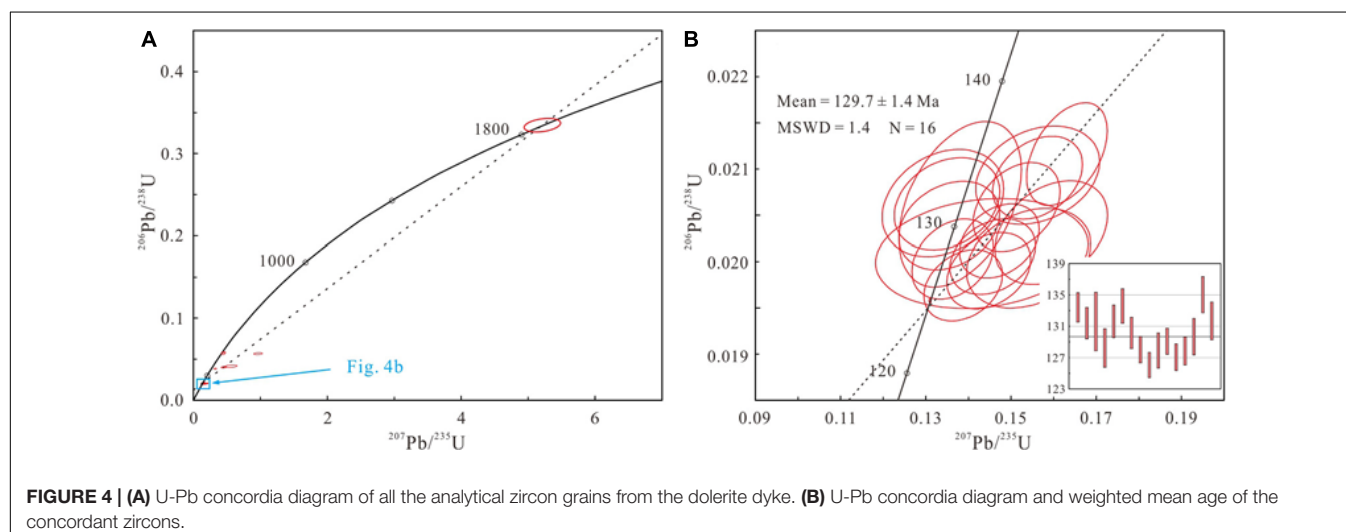 A
B
0.4
0.3
0.2
0.1
0.0
²⁰⁶Pb/²³⁸U
1800
1000
Fig. 4b
0
2
4
6
²⁰⁷Pb/²³⁵U
0.022
0.021
0.020
0.019
²⁰⁶Pb/²³⁸U
140
Mean = 129.7 ± 1.4 Ma
MSWD = 1.4 N = 16
130
120
139
135
131
127
123
0.09
0.11
0.13
0.15
0.17
0.19
²⁰⁷Pb/²³⁵U
FIGURE 4 | (A) U-Pb concordia diagram of all the analytical zircon grains from the dolerite dyke. (B) U-Pb concordia diagram and weighted mean age of the
concordant zircons.